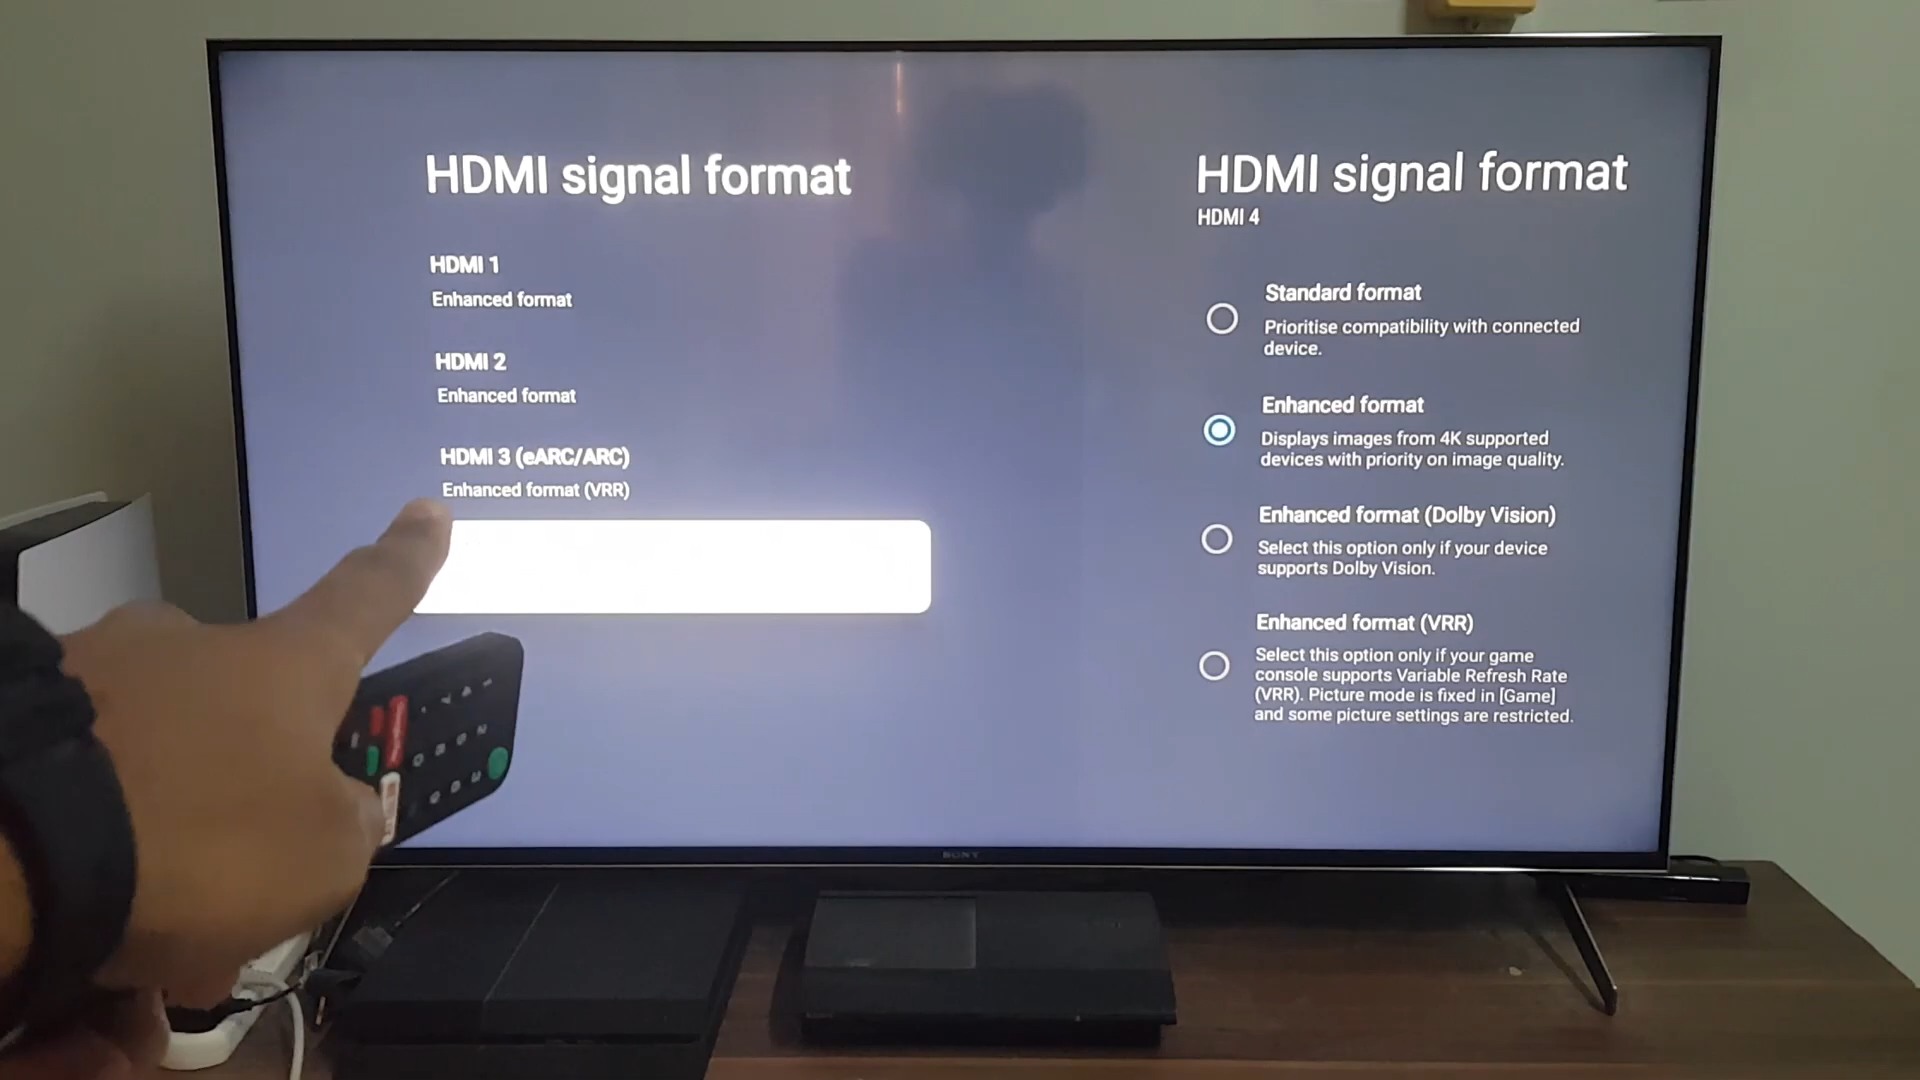 HDMI signal format
HDMI 1
Enhanced format
HDMI 2
Enhanced format
HDMI 3 (eARC/ARC)
Enhanced format (VRR)
HDMI signal format
HDMI 4
Standard format
Prioritise compatibility with connected
device.
Enhanced format
Displays images from 4K supported
devices with priority on image quality.
Enhanced format (Dolby Vision)
Select this option only if your device
supports Dolby Vision.
Enhanced format (VRR)
Select this option only if your game
console supports Variable Refresh Rate
(VRR). Picture mode is fixed in [Game]
and some picture settings are restricted.
SONY